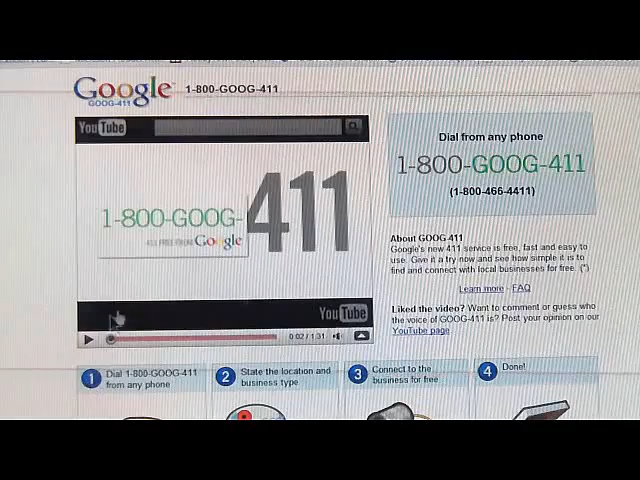 Google 1-800-GOOG-411
GOOG-411
YouTube
1-800-GOOG-411
411 FREE FROM Google
YouTube
0:02 / 1:31
Dial from any phone
1-800-GOOG-411
(1-800-466-4411)
About GOOG 411
Google's new 411 service is free, fast and easy to
use. Give it a try now and see how simple it is to
find and connect with local businesses for free. (*)
Learn more - FAQ
Liked the video? Want to comment or guess who
the voice of GOOG-411 is? Post your opinion on our
YouTube page.
1 Dial 1-800-GOOG-411
from any phone
2 State the location and
business type
3 Connect to the
business for free
4 Done!